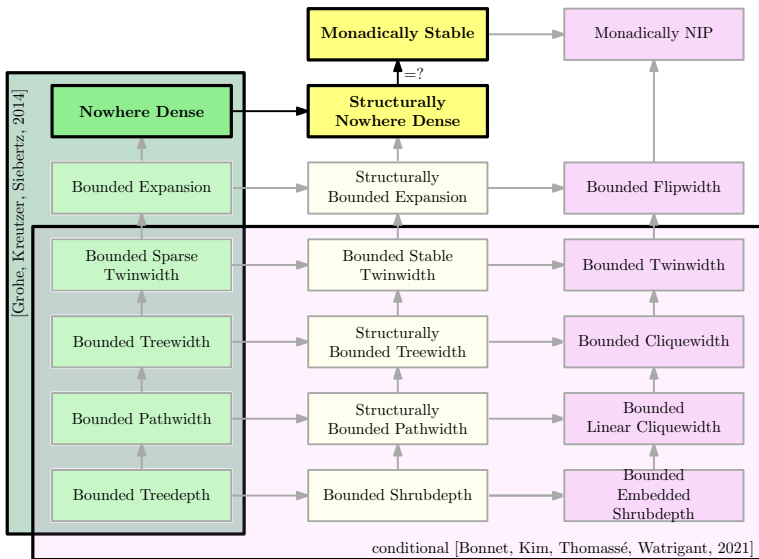 Monadically Stable
Monadically NIP
=?
[Grohe, Kreutzer, Siebertz, 2014]
Nowhere Dense
Structurally
Nowhere Dense
Bounded Expansion
Structurally
Bounded Expansion
Bounded Flipwidth
Bounded Sparse
Twinwidth
Bounded Stable
Twinwidth
Bounded Twinwidth
Bounded Treewidth
Structurally
Bounded Treewidth
Bounded Cliquewidth
Bounded Pathwidth
Structurally
Bounded Pathwidth
Bounded
Linear Cliquewidth
Bounded Treedepth
Bounded Shrubdepth
Bounded
Embedded
Shrubdepth
conditional [Bonnet, Kim, Thomassé, Watrigant, 2021]